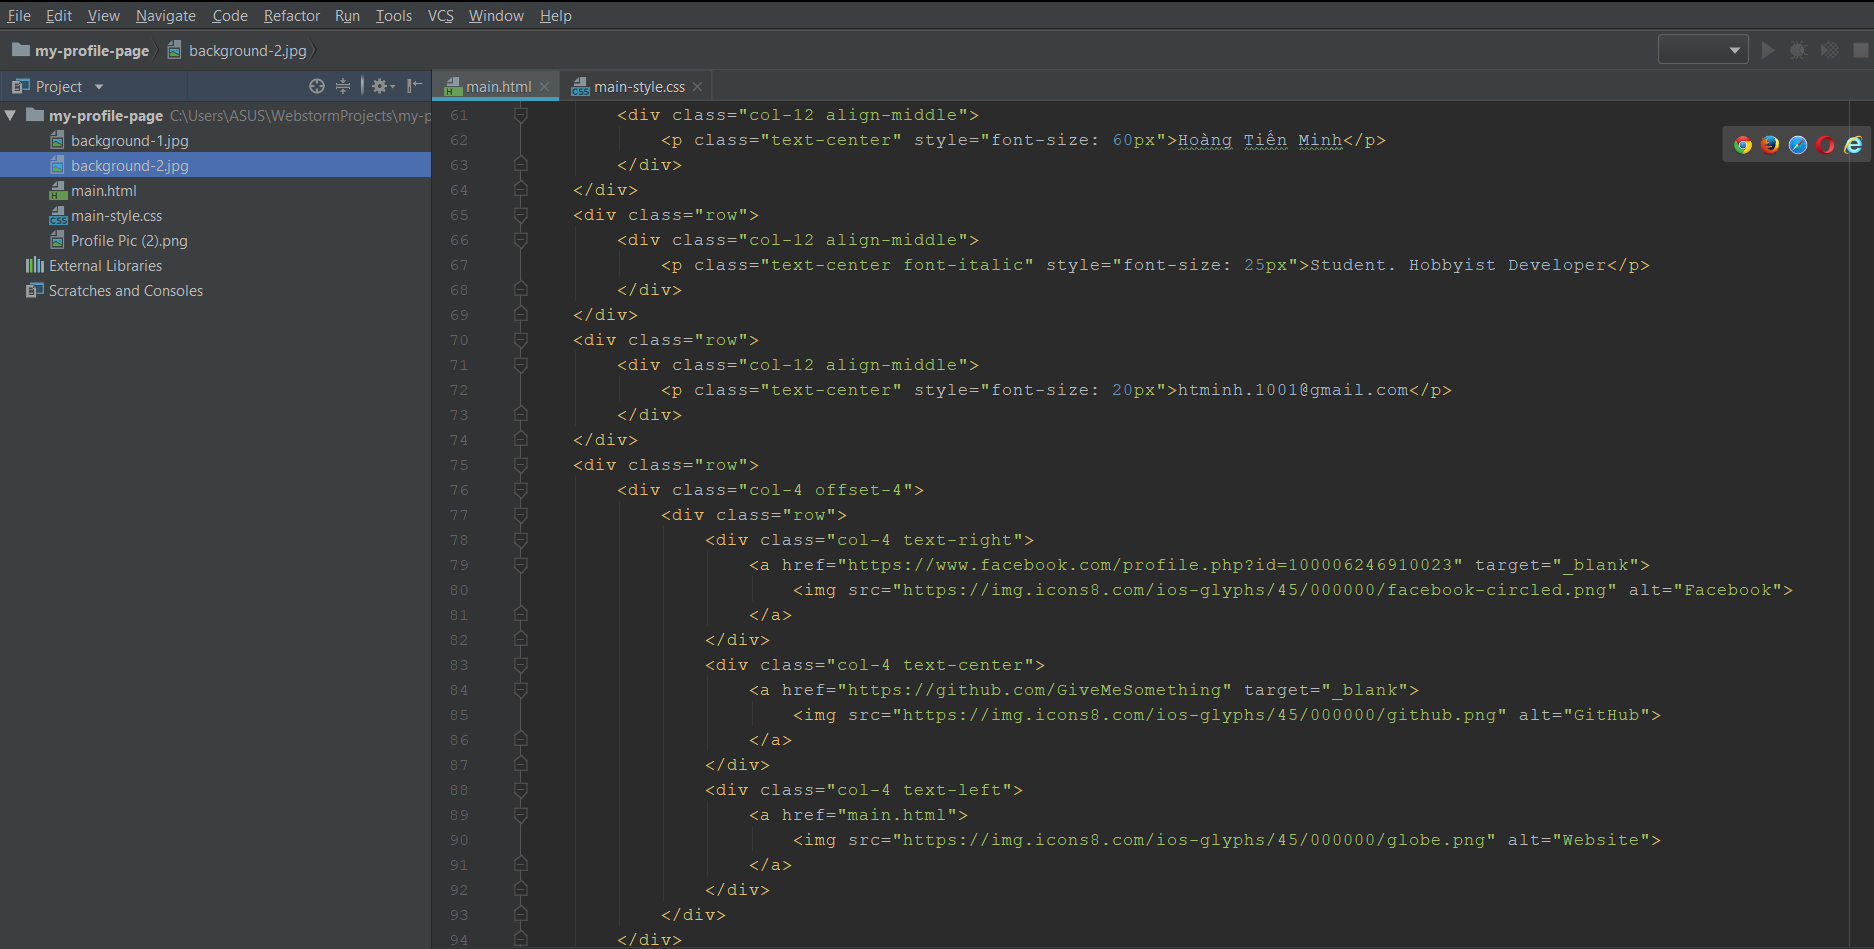 File Edit View Navigate Code Refactor Run Tools VCS Window Help
my-profile-page background-2.jpg
Project
main.html main-style.css
my-profile-page C:\Users\ASUS\WebstormProjects\my-p
background-1.jpg
background-2.jpg
main.html
main-style.css
Profile Pic (2).png
External Libraries
Scratches and Consoles
61 <div class="col-12 align-middle">
62 <p class="text-center" style="font-size: 60px">Hoàng Tiến Minh</p>
63 </div>
64 </div>
65 <div class="row">
66 <div class="col-12 align-middle">
67 <p class="text-center font-italic" style="font-size: 25px">Student. Hobbyist Developer</p>
68 </div>
69 </div>
70 <div class="row">
71 <div class="col-12 align-middle">
72 <p class="text-center" style="font-size: 20px">htminh.1001@gmail.com</p>
73 </div>
74 </div>
75 <div class="row">
76 <div class="col-4 offset-4">
77 <div class="row">
78 <div class="col-4 text-right">
79 <a href="https://www.facebook.com/profile.php?id=100006246910023" target="_blank">
80 <img src="https://img.icons8.com/ios-glyphs/45/000000/facebook-circled.png" alt="Facebook">
81 </a>
82 </div>
83 <div class="col-4 text-center">
84 <a href="https://github.com/GiveMeSomething" target="_blank">
85 <img src="https://img.icons8.com/ios-glyphs/45/000000/github.png" alt="GitHub">
86 </a>
87 </div>
88 <div class="col-4 text-left">
89 <a href="main.html">
90 <img src="https://img.icons8.com/ios-glyphs/45/000000/globe.png" alt="Website">
91 </a>
92 </div>
93 </div>
94 </div>